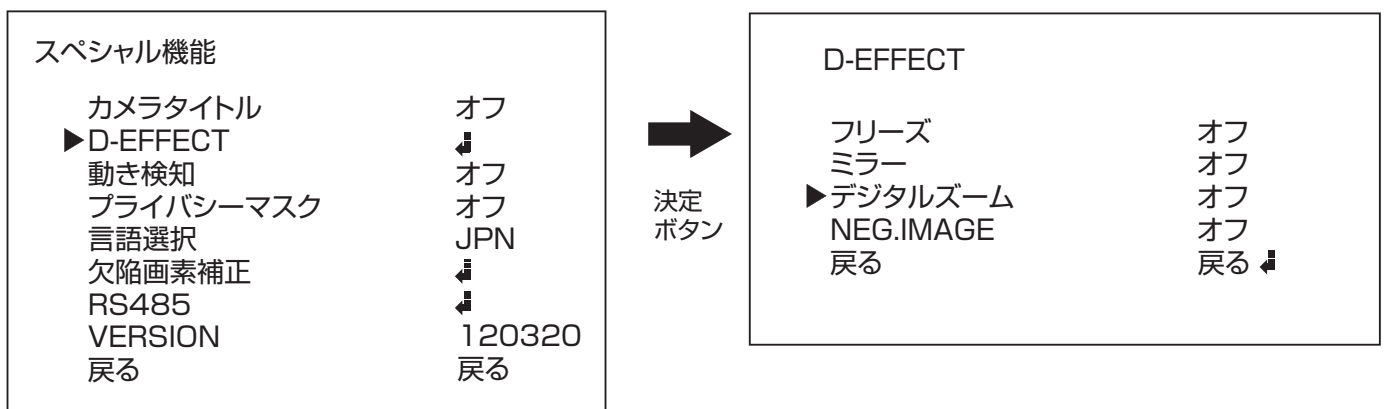 スペシャル機能
カメラタイトル オフ
▶D-EFFECT ↲
動き検知 オフ
プライバシーマスク オフ
言語選択 JPN
欠陥画素補正 ↲
RS485 ↲
VERSION 120320
戻る 戻る
決定
ボタン
D-EFFECT
フリーズ オフ
ミラー オフ
▶デジタルズーム オフ
NEG.IMAGE オフ
戻る 戻る ↲